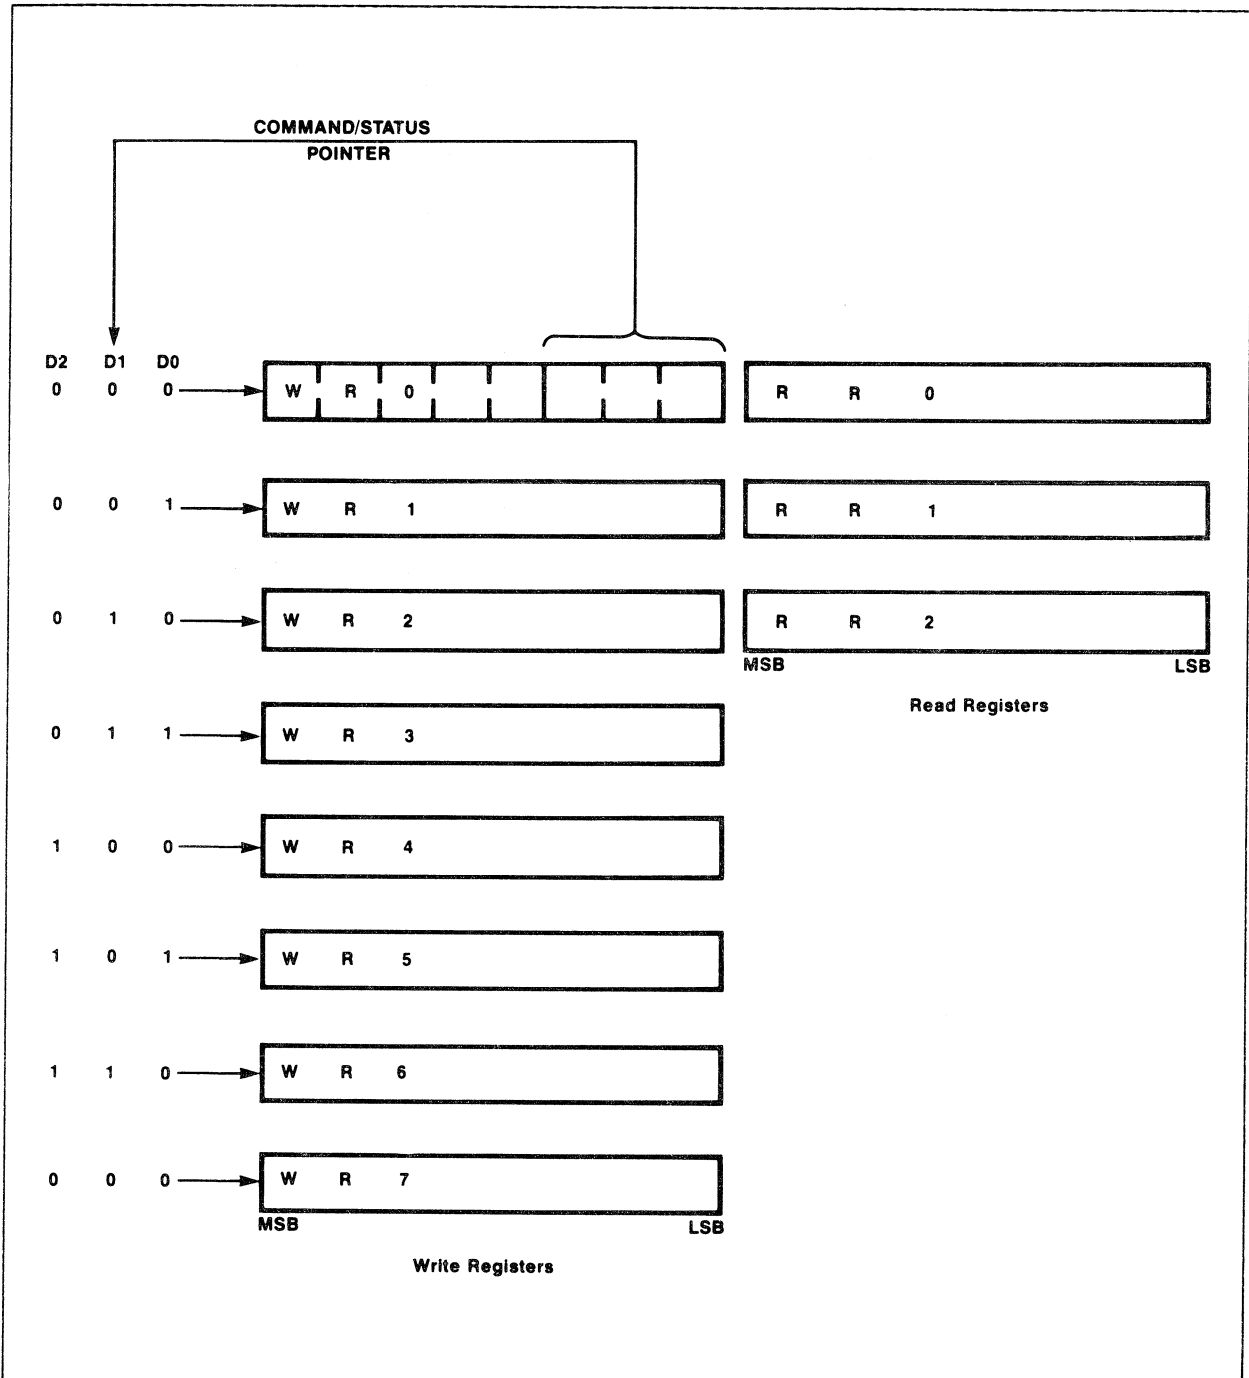 COMMAND/STATUS
POINTER
D2 D1 D0
0 0 0 W R 0 R R 0
0 0 1 W R 1 R R 1
0 1 0 W R 2 R R 2
MSB LSB
Read Registers
0 1 1 W R 3
1 0 0 W R 4
1 0 1 W R 5
1 1 0 W R 6
0 0 0 W R 7
MSB LSB
Write Registers